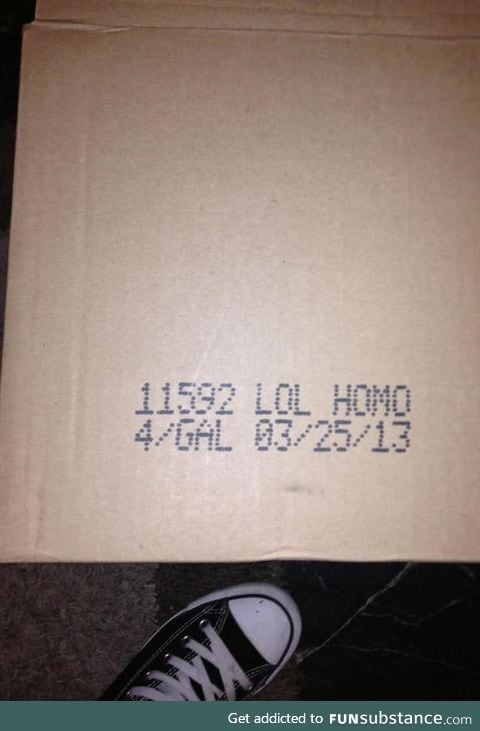 11592 LOL HOMO
4/GAL 03/25/13
Get addicted to FUNsubstance.com